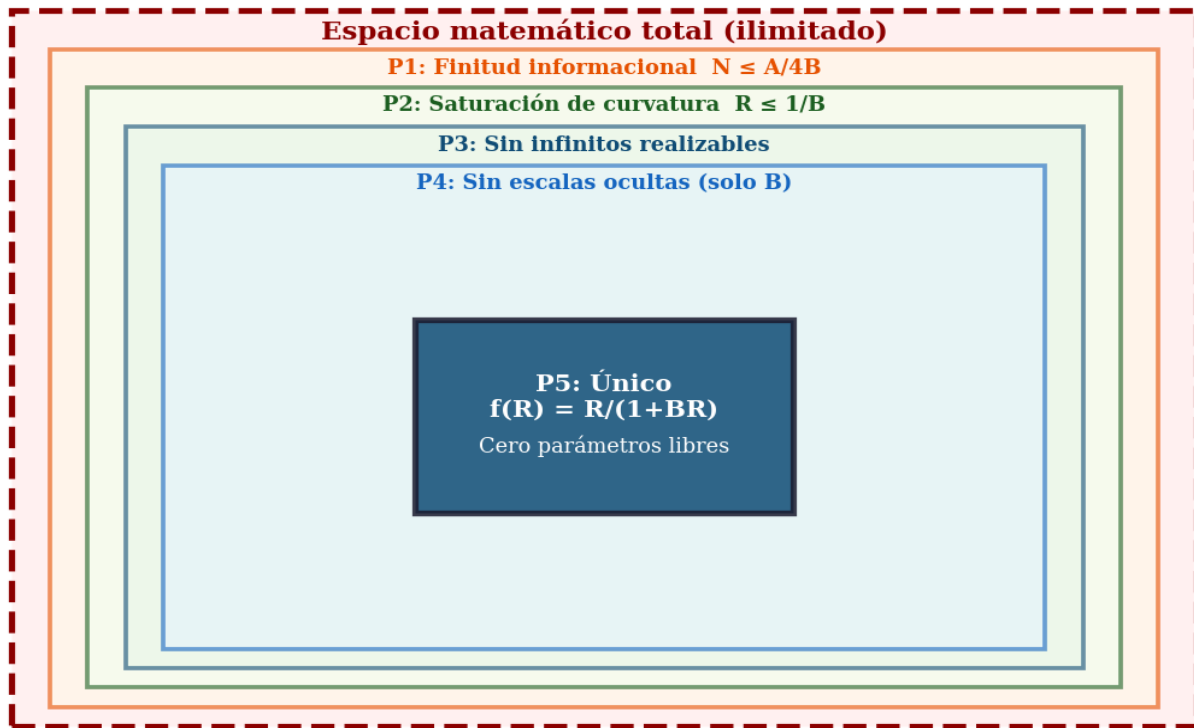 Espacio matemático total (ilimitado)
P1: Finitud informacional  N ≤ A/4B
P2: Saturación de curvatura  R ≤ 1/B
P3: Sin infinitos realizables
P4: Sin escalas ocultas (solo B)
P5: Único
f(R) = R/(1+BR)
Cero parámetros libres